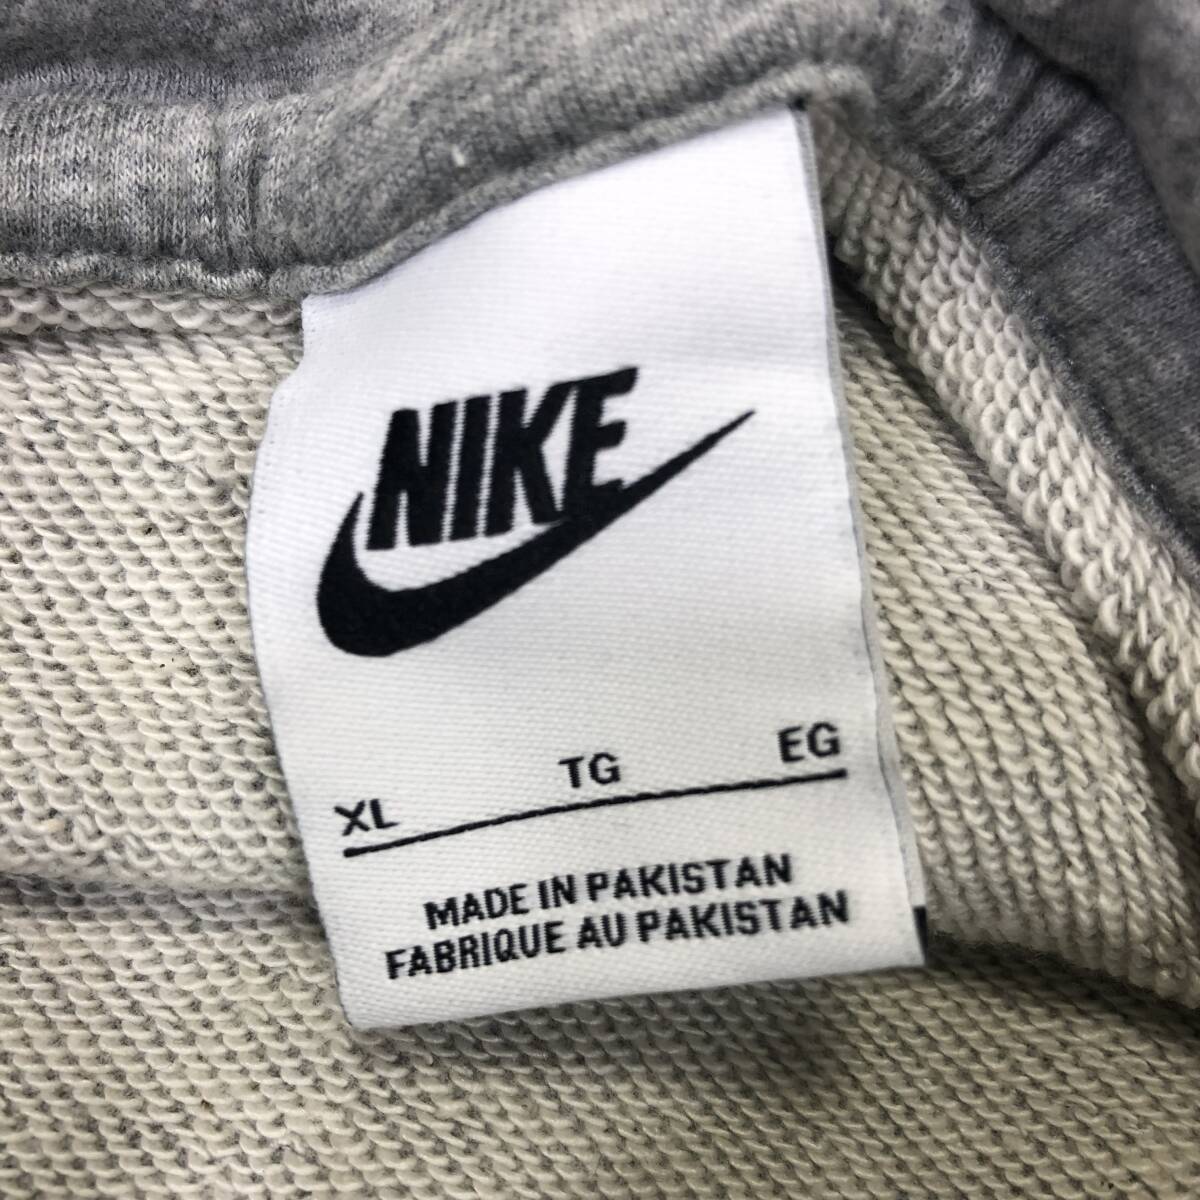 NIKE
XL TG EG
MADE IN PAKISTAN
FABRIQUE AU PAKISTAN